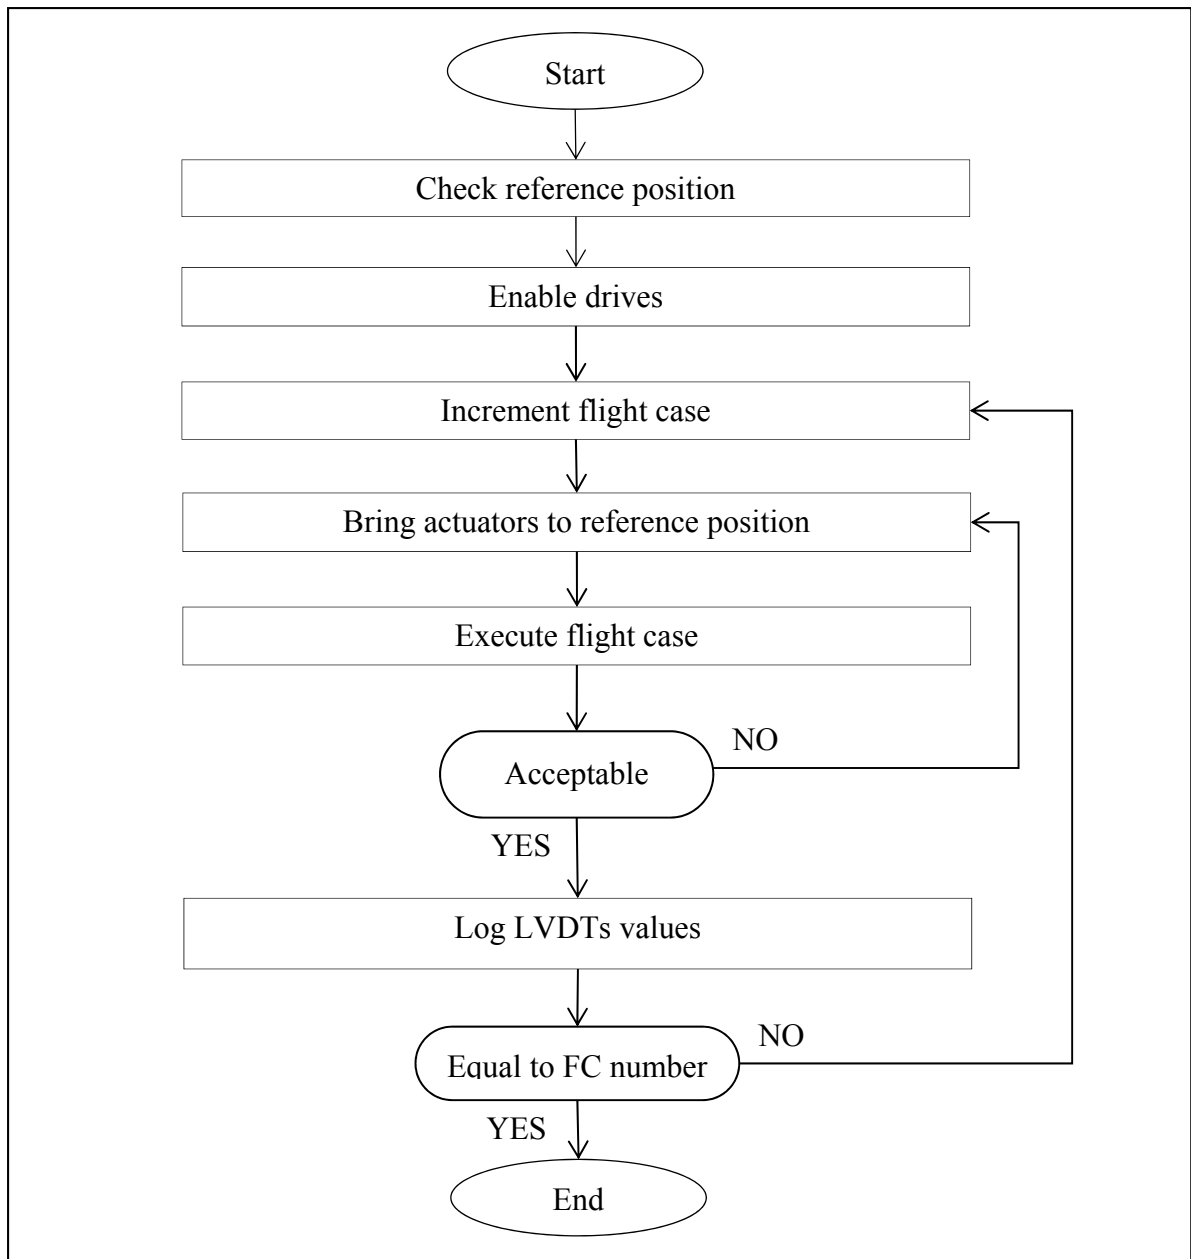 Start
Check reference position
Enable drives
Increment flight case
Bring actuators to reference position
Execute flight case
NO
Acceptable
YES
Log LVDTs values
NO
Equal to FC number
YES
End